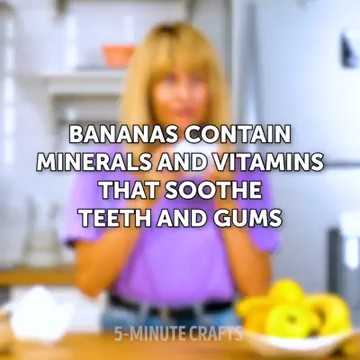 BANANAS CONTAIN
MINERALS AND VITAMINS
THAT SOOTHE
TEETH AND GUMS
5-MINUTE CRAFTS